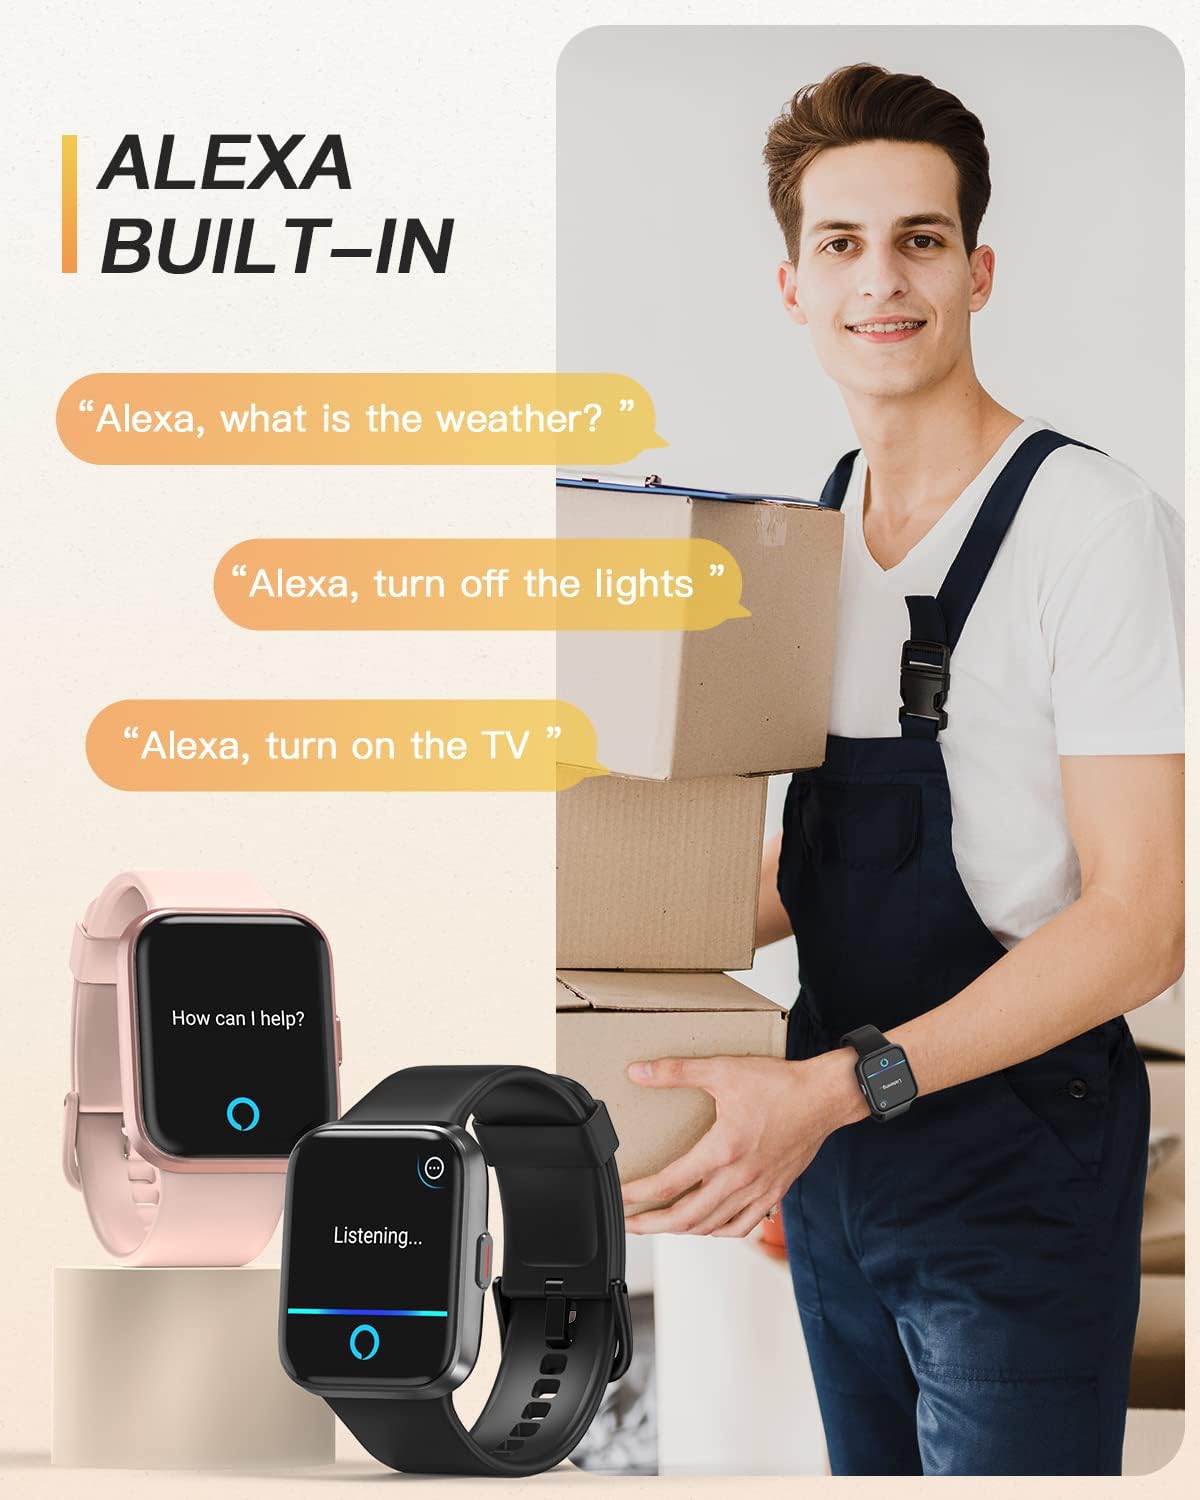 ALEXA
BUILT-IN
“Alexa, what is the weather? ”
“Alexa, turn off the lights ”
“Alexa, turn on the TV ”
How can I help?
Listening...
Listening...